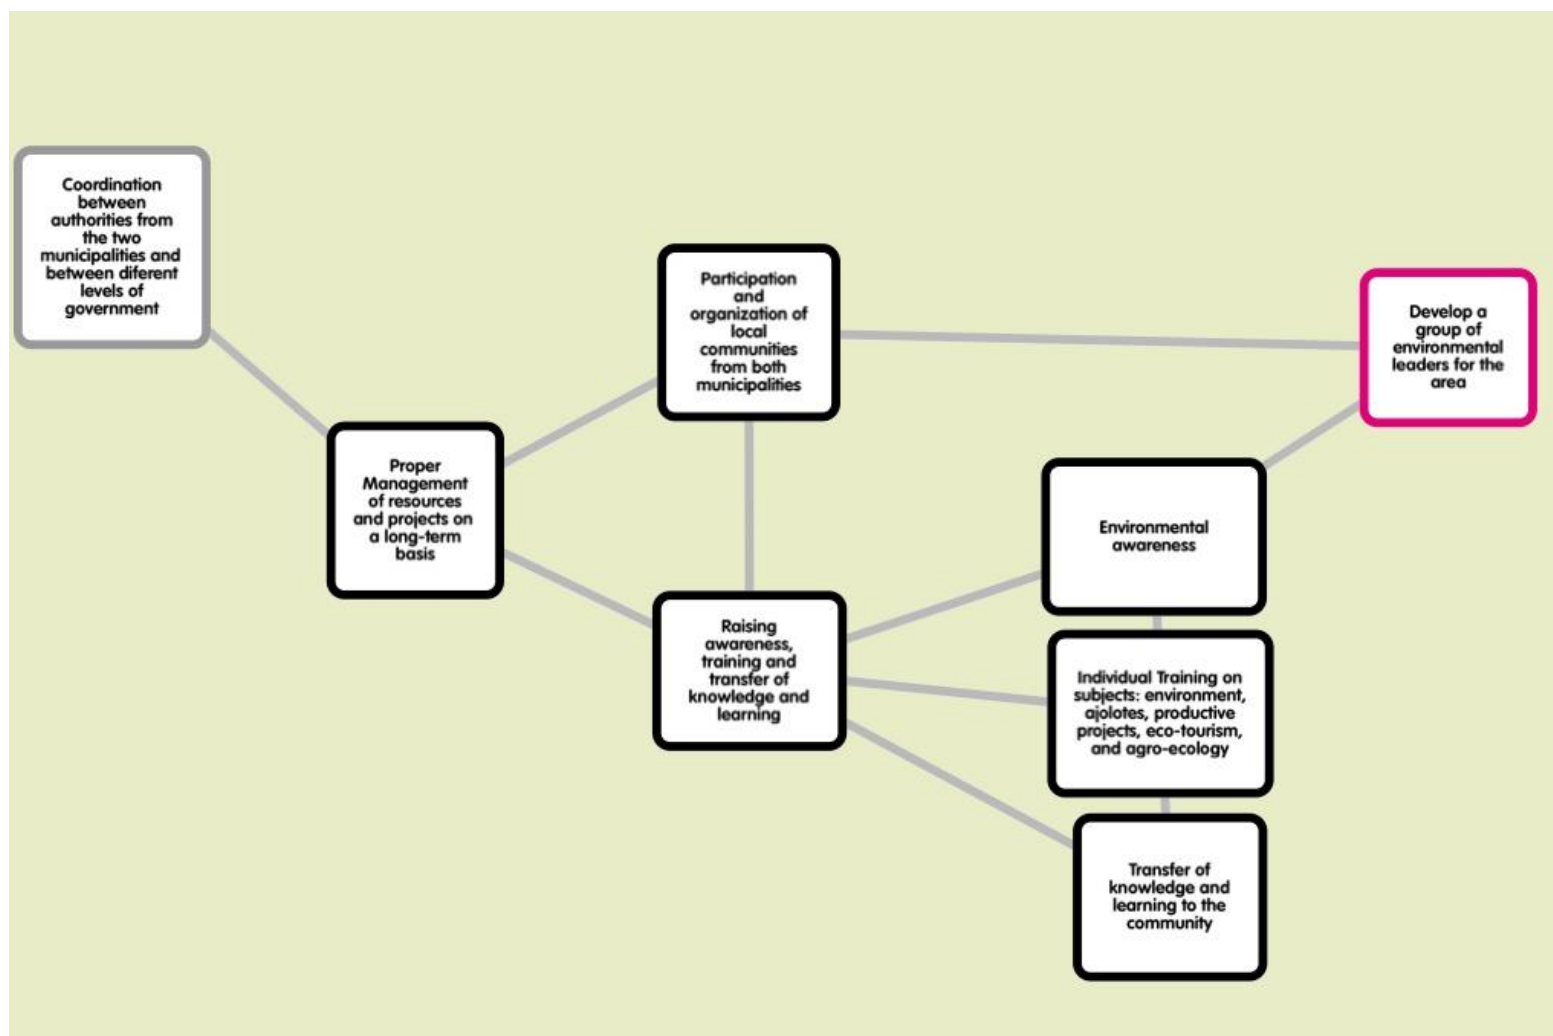 Coordination
between
authorities from
the two
municipalities and
between diferent
levels of
government
Proper
Management
of resources
and projects on
a long-term
basis
Participation
and
organization of
local
communities
from both
municipalities
Raising
awareness,
training and
transfer of
knowledge and
learning
Develop a
group of
environmental
leaders for the
area
Environmental
awareness
Individual Training on
subjects: environment,
ajolotes, productive
projects, eco-tourism,
and agro-ecology
Transfer of
knowledge and
learning to the
community